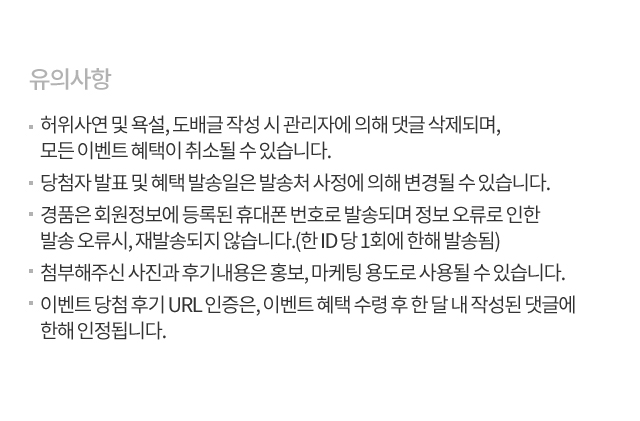 유의사항
허위사연 및 욕설, 도배글 작성 시 관리자에 의해 댓글 삭제되며,
모든 이벤트 혜택이 취소될 수 있습니다.
당첨자 발표 및 혜택 발송일은 발송처 사정에 의해 변경될 수 있습니다.
경품은 회원정보에 등록된 휴대폰 번호로 발송되며 정보 오류로 인한
발송 오류시, 재발송되지 않습니다.(한 ID 당 1회에 한해 발송됨)
첨부해주신 사진과 후기내용은 홍보, 마케팅 용도로 사용될 수 있습니다.
이벤트 당첨 후기 URL 인증은, 이벤트 혜택 수령 후 한 달 내 작성된 댓글에
한해 인정됩니다.